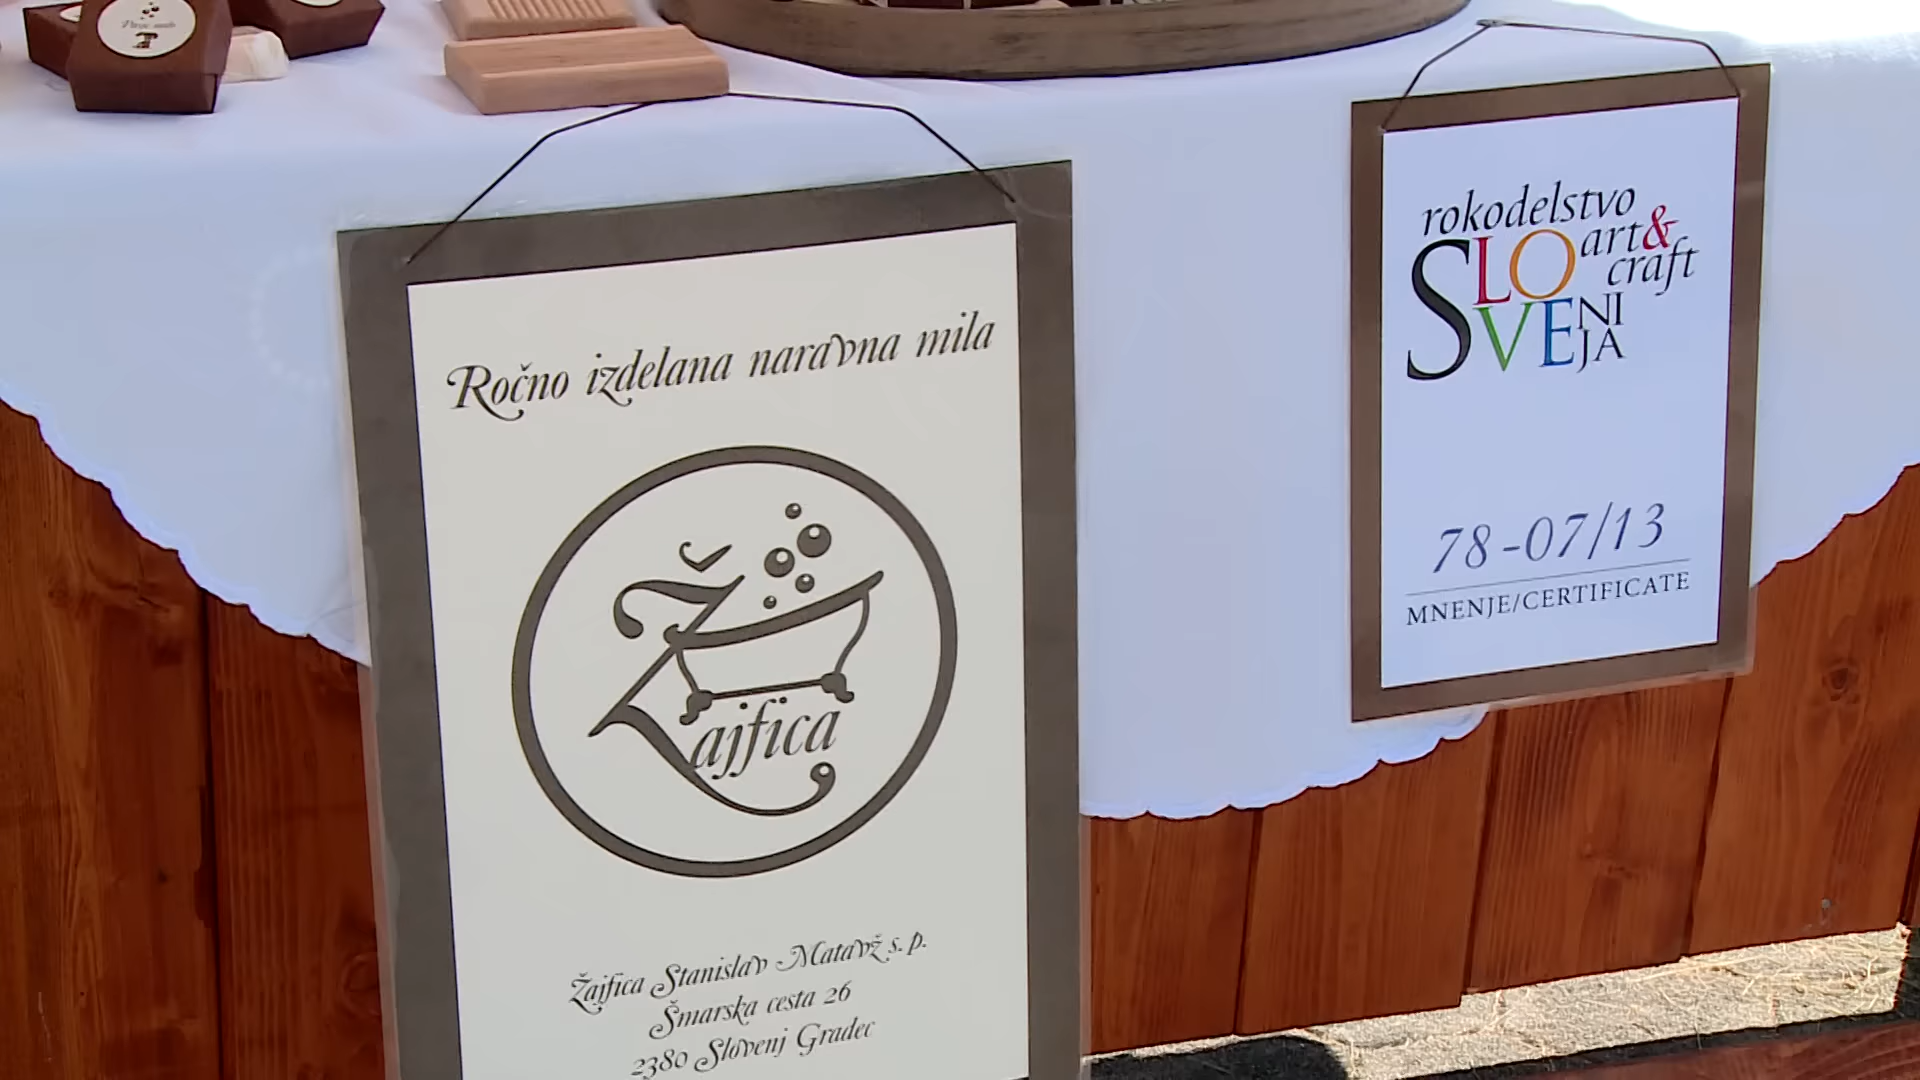 Ročno izdelana naravna mila
Žajfica
Žajfica Stanislav Matavž s.p.
Šmarska cesta 26
2380 Slovenj Gradec
rokodelstvo
art&
craft
SLOVENIJA
78-07/13
MNENJE/CERTIFICATE